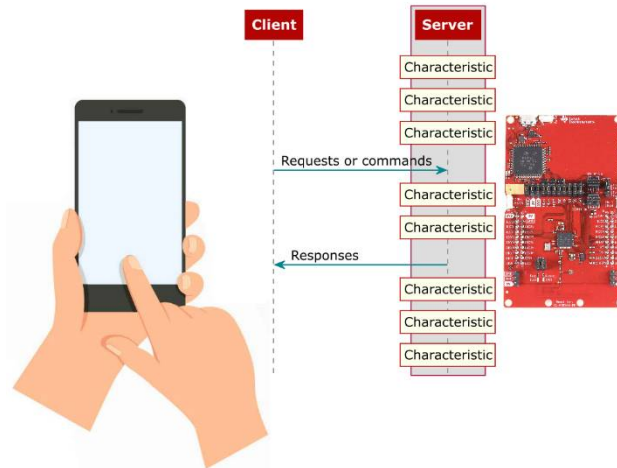 Client
Server
Characteristic
Characteristic
Characteristic
Requests or commands
Characteristic
Characteristic
Responses
Characteristic
Characteristic
Characteristic